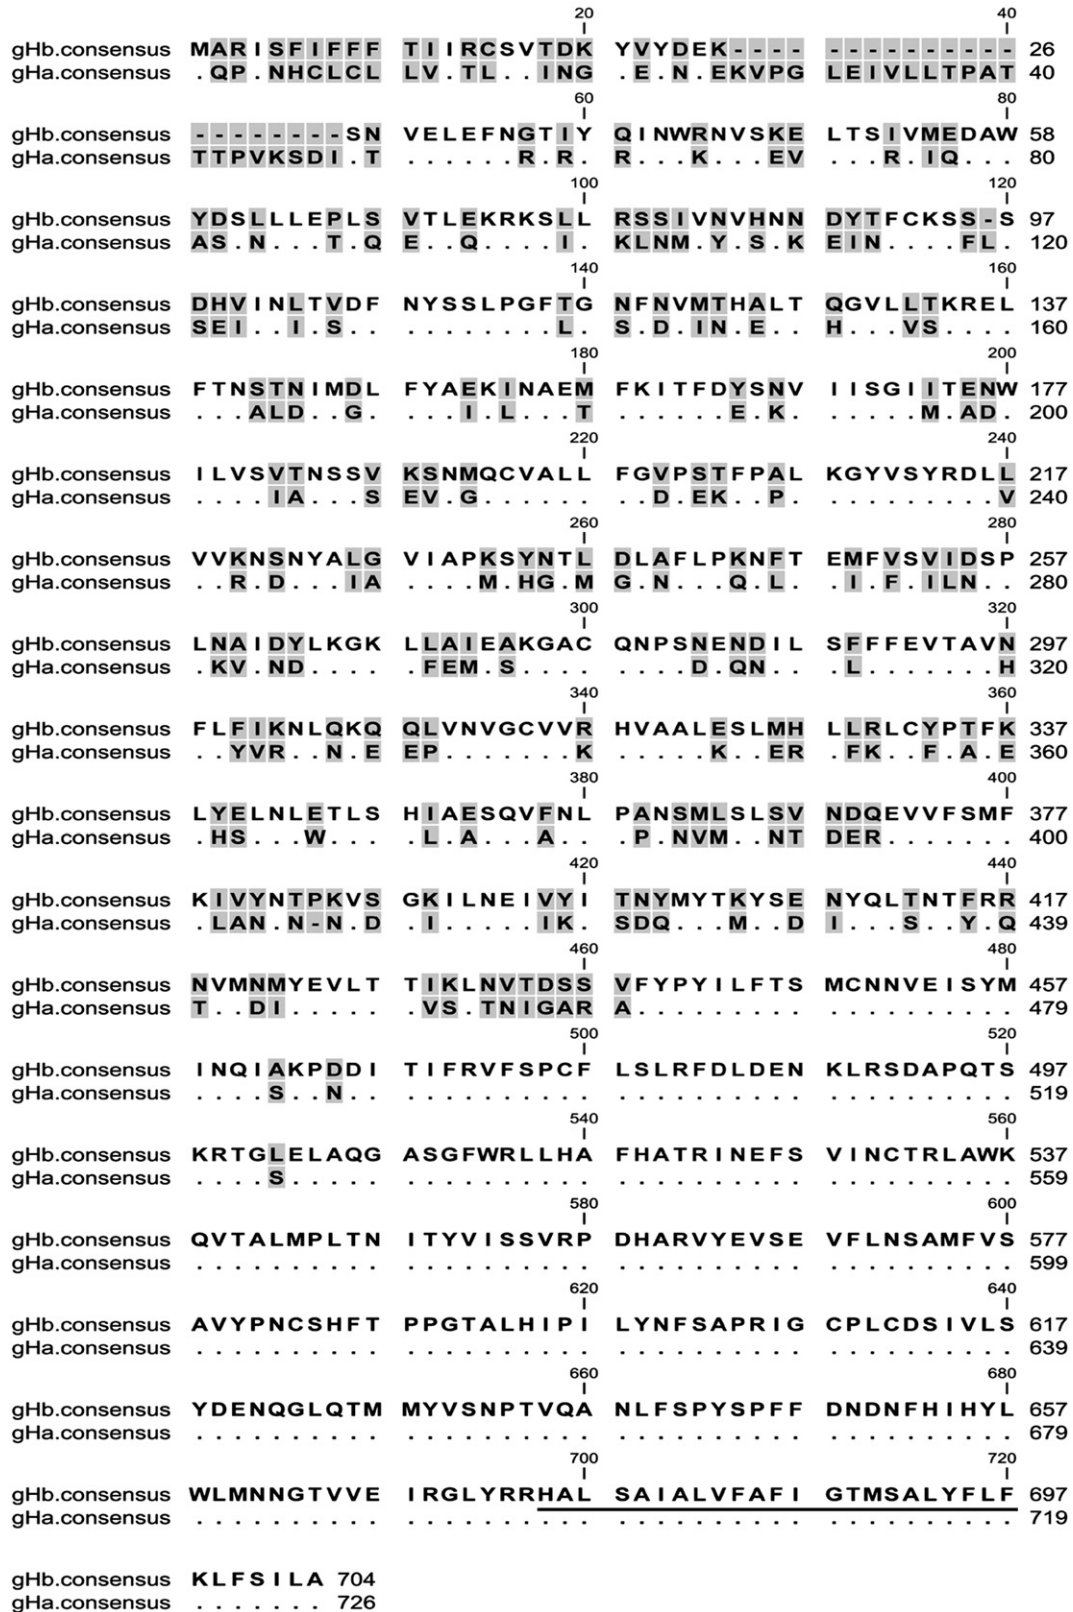 20 40
gHb.consensus MARISFIFFF TIIRCSVTDK YVYDEK---- ---------- 26
gHa.consensus .QP.NHCLCL LV.TL..ING .E.N.EKVPG LEIVLLTPAT 40
60 80
gHb.consensus --------SN VELEFNGTIY QINWRNVSKE LTSIVMEDAW 58
gHa.consensus TTPVKSDI.T ......R.R. R...K...EV ...R.IQ... 80
100 120
gHb.consensus YDSLLLEPLS VTLEKRKSLL RSSIVNVHNN DYTFCKSS-S 97
gHa.consensus AS.N...T.Q E..Q....I. KLNM.Y.S.K EIN....FL. 120
140 160
gHb.consensus DHVINLTVDF NYSSLPGFTG NFNVMTHALT QGVLLTKREL 137
gHa.consensus SEI..I.S.. ........L. S.D.IN.E.. H...VS.... 160
180 200
gHb.consensus FTNSTNIMDL FYAEKINAEM FKITFDYSNV IISGIITENW 177
gHa.consensus ...ALD..G. ...I.L...T ......E.K. .....M.AD. 200
220 240
gHb.consensus ILVSVTNSSV KSNMQCVALL FGVPSTFPAL KGYVSYRDLL 217
gHa.consensus ....IA...S EV.G...... ..D.EK..P. .........V 240
260 280
gHb.consensus VVKNSNYALG VIAPKSYNTL DLAFLPKNFT EMFVSVIDSP 257
gHa.consensus ..R.D...IA ....M.HG.M G.N...Q.L. .I.F.ILN.. 280
300 320
gHb.consensus LNAIDYLKGK LLAIEAKGAC QNPSNENDIL SFFFEVTAVN 297
gHa.consensus .KV.ND.... .FEM.S.... ....D.QN.. .L.......H 320
340 360
gHb.consensus FLFIKNLQKQ QLVNVGCVVR HVAALESLMH LLRLCYPTFK 337
gHa.consensus ..YVR..N.E EP.......K .....K..ER .FK..F.A.E 360
380 400
gHb.consensus LYELNLETLS HIAESQVFNL PANSMLSLSV NDQEVVFSMF 377
gHa.consensus .HS...W... .L.A...A.. .P.NVM..NT DER....... 400
420 440
gHb.consensus KIVYNTPKVS GKILNEIVYI TNYMYTKYSE NYQLTNTFRR 417
gHa.consensus .LAN.N-N.D .I.....IK. SDQ...M..D I...S..Y.Q 439
460 480
gHb.consensus NVMNMYEVLT TIKLNVTDSS VFYPYILFTS MCNNVEISYM 457
gHa.consensus T..DI..... .VS.TNIGAR A......... .......... 479
500 520
gHb.consensus INQIAKPDDI TIFRVFSPCF LSLRFDLDEN KLRSDAPQTS 497
gHa.consensus ....S..N.. .......... .......... .......... 519
540 560
gHb.consensus KRTGLELAQG ASGFWRLLHA FHATRINEFS VINCTRLAWK 537
gHa.consensus ....S..... .......... .......... .......... 559
580 600
gHb.consensus QVTALMPLTN ITYVISSVRP DHARVYEVSE VFLNSAMFVS 577
gHa.consensus .......... .......... .......... .......... 599
620 640
gHb.consensus AVYPNCSHFT PPGTALHIPI LYNFSAPRIG CPLCDSIVLS 617
gHa.consensus .......... .......... .......... .......... 639
660 680
gHb.consensus YDENQGLQTM MYVSNPTVQA NLFSPYSPFF DNDNFHIHYL 657
gHa.consensus .......... .......... .......... .......... 679
700 720
gHb.consensus WLMNNGTVVE IRGLYRRHAL SAIALVFAFI GTMSALYFLF 697
gHa.consensus .......... .......... .......... .......... 719
gHb.consensus KLFSILA 704
gHa.consensus ....... 726